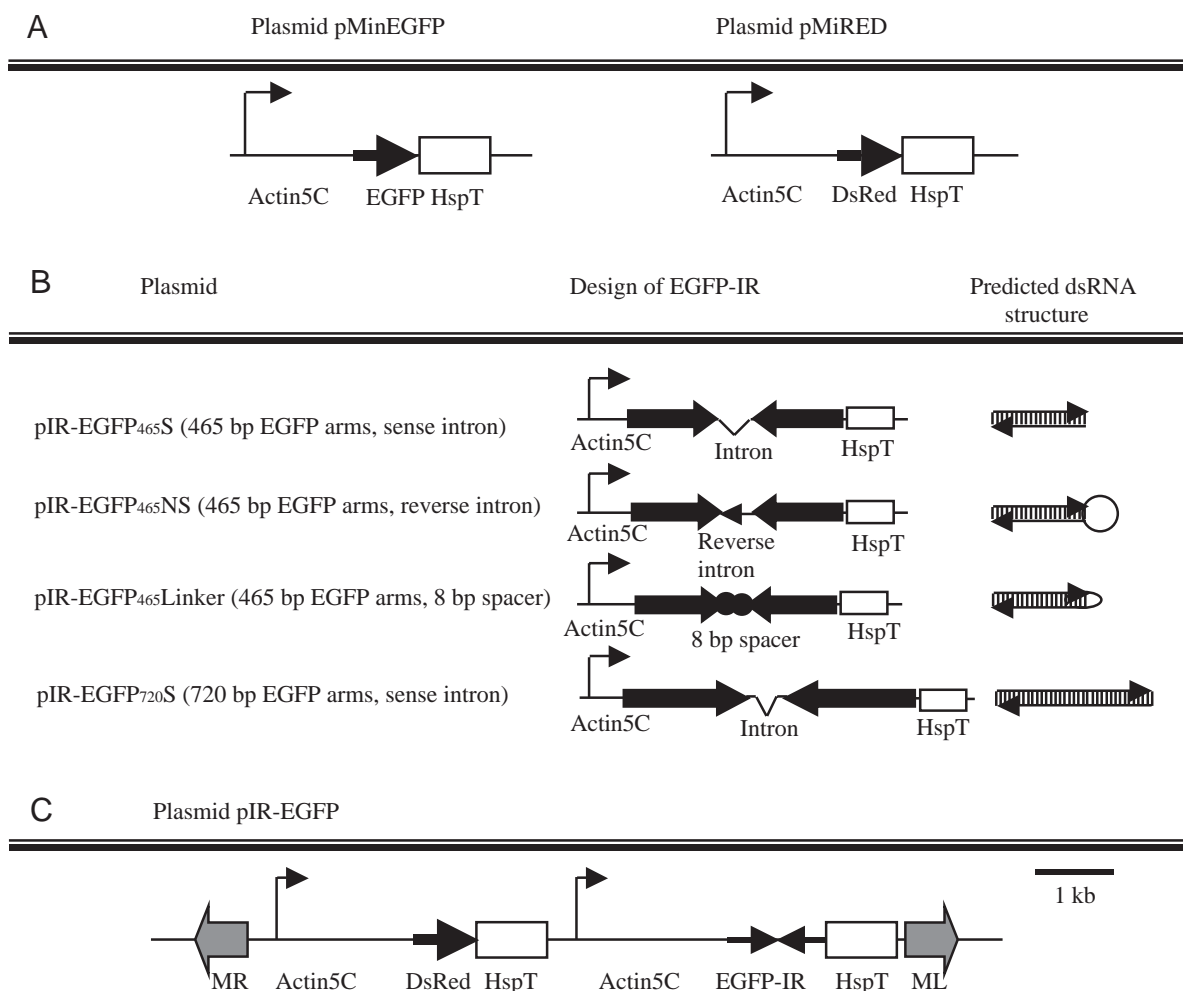 A
Plasmid pMinEGFP Plasmid pMiRED
Actin5C EGFP HspT Actin5C DsRed HspT
B
Plasmid Design of EGFP-IR Predicted dsRNA
structure
pIR-EGFP465S (465 bp EGFP arms, sense intron)
Actin5C Intron HspT
pIR-EGFP465NS (465 bp EGFP arms, reverse intron)
Actin5C Reverse HspT
intron
pIR-EGFP465Linker (465 bp EGFP arms, 8 bp spacer)
Actin5C 8 bp spacer HspT
pIR-EGFP720S (720 bp EGFP arms, sense intron)
Actin5C Intron HspT
C
Plasmid pIR-EGFP
1 kb
MR Actin5C DsRed HspT Actin5C EGFP-IR HspT ML